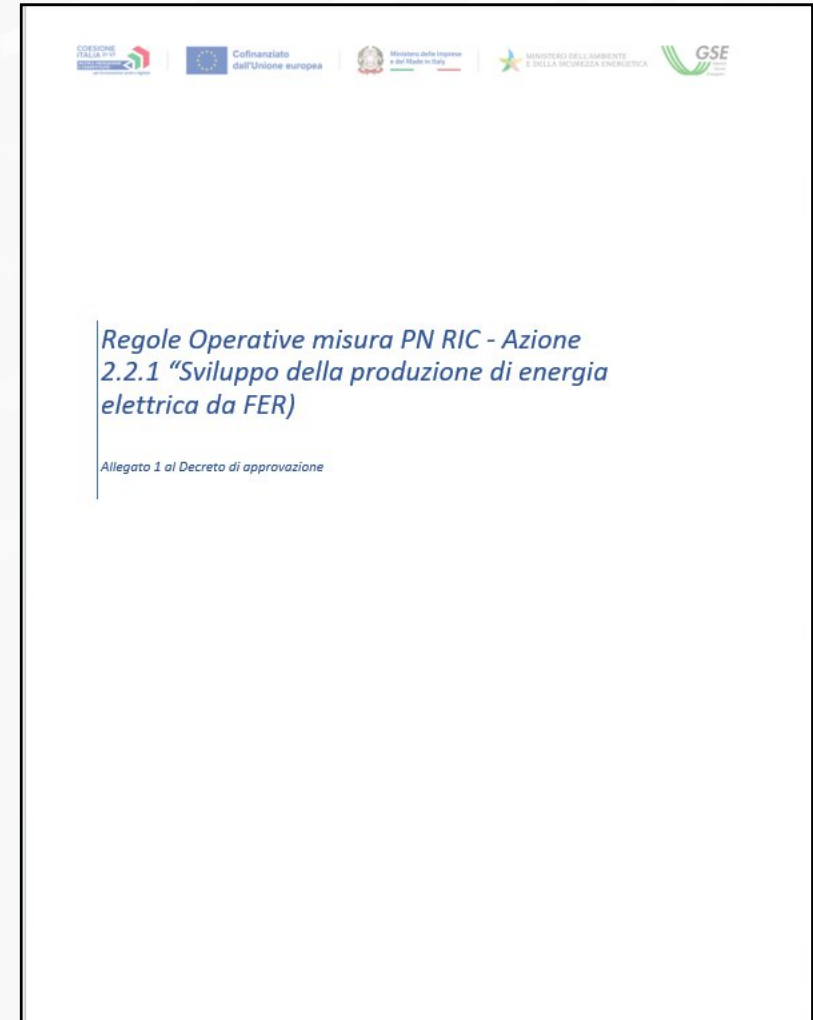 COESIONE
ITALIA 21-27
Cofinanziato
dall'Unione europea
Ministero delle Imprese
e del Made in Italy
MINISTERO DELL'AMBIENTE
E DELLA SICUREZZA ENERGETICA
GSE
Regole Operative misura PN RIC - Azione
2.2.1 “Sviluppo della produzione di energia
elettrica da FER)
Allegato 1 al Decreto di approvazione